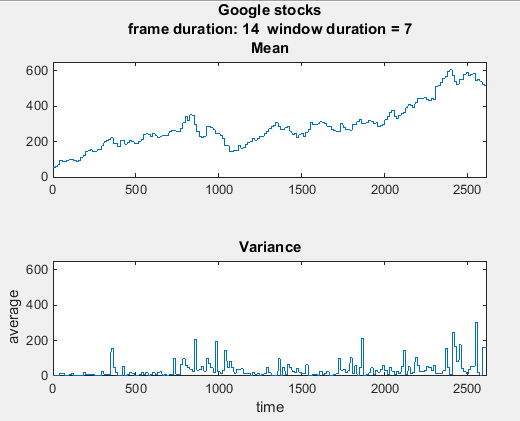 Google stocks
frame duration: 14 window duration = 7
Mean
600
400
200
0
0 500 1000 1500 2000 2500
Variance
600
400
200
0
average
0 500 1000 1500 2000 2500
time